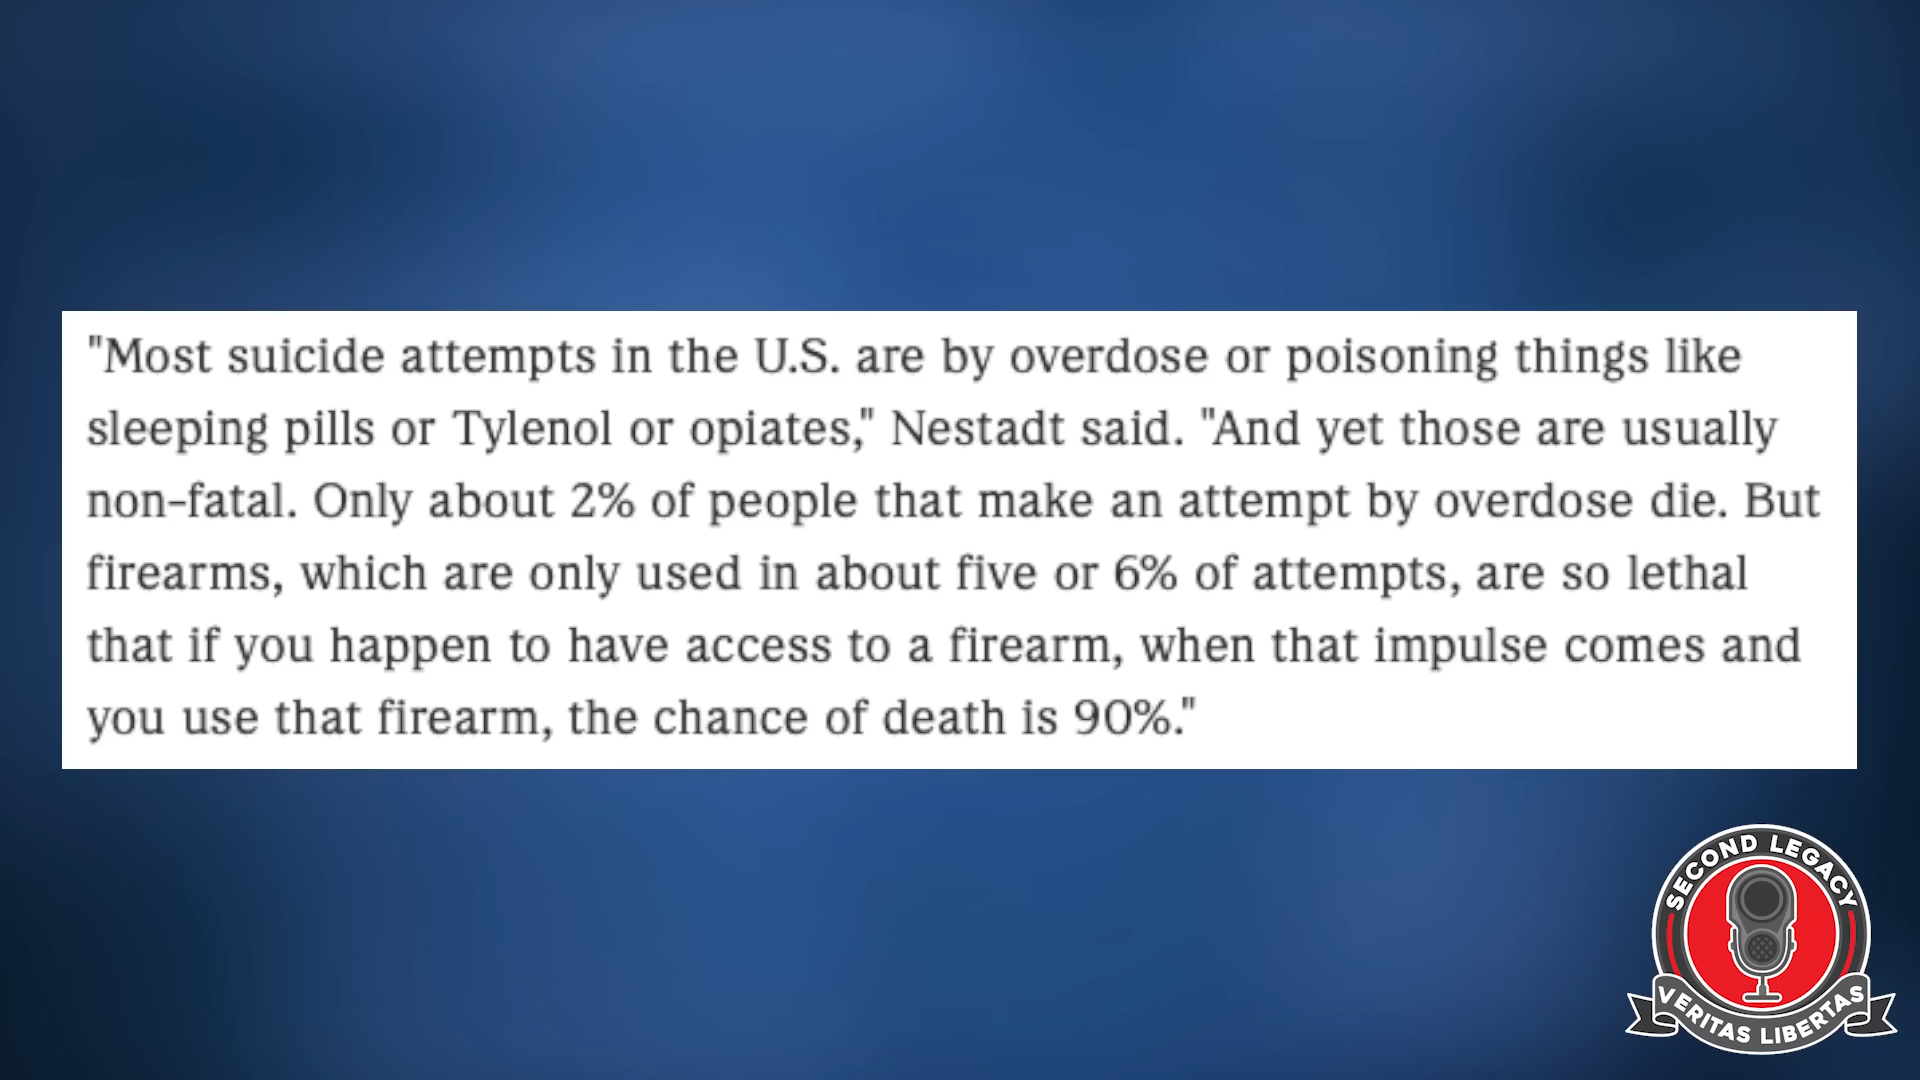 "Most suicide attempts in the U.S. are by overdose or poisoning things like
sleeping pills or Tylenol or opiates," Nestadt said. "And yet those are usually
non-fatal. Only about 2% of people that make an attempt by overdose die. But
firearms, which are only used in about five or 6% of attempts, are so lethal
that if you happen to have access to a firearm, when that impulse comes and
you use that firearm, the chance of death is 90%."
SECOND LEGACY
VERITAS LIBERTAS